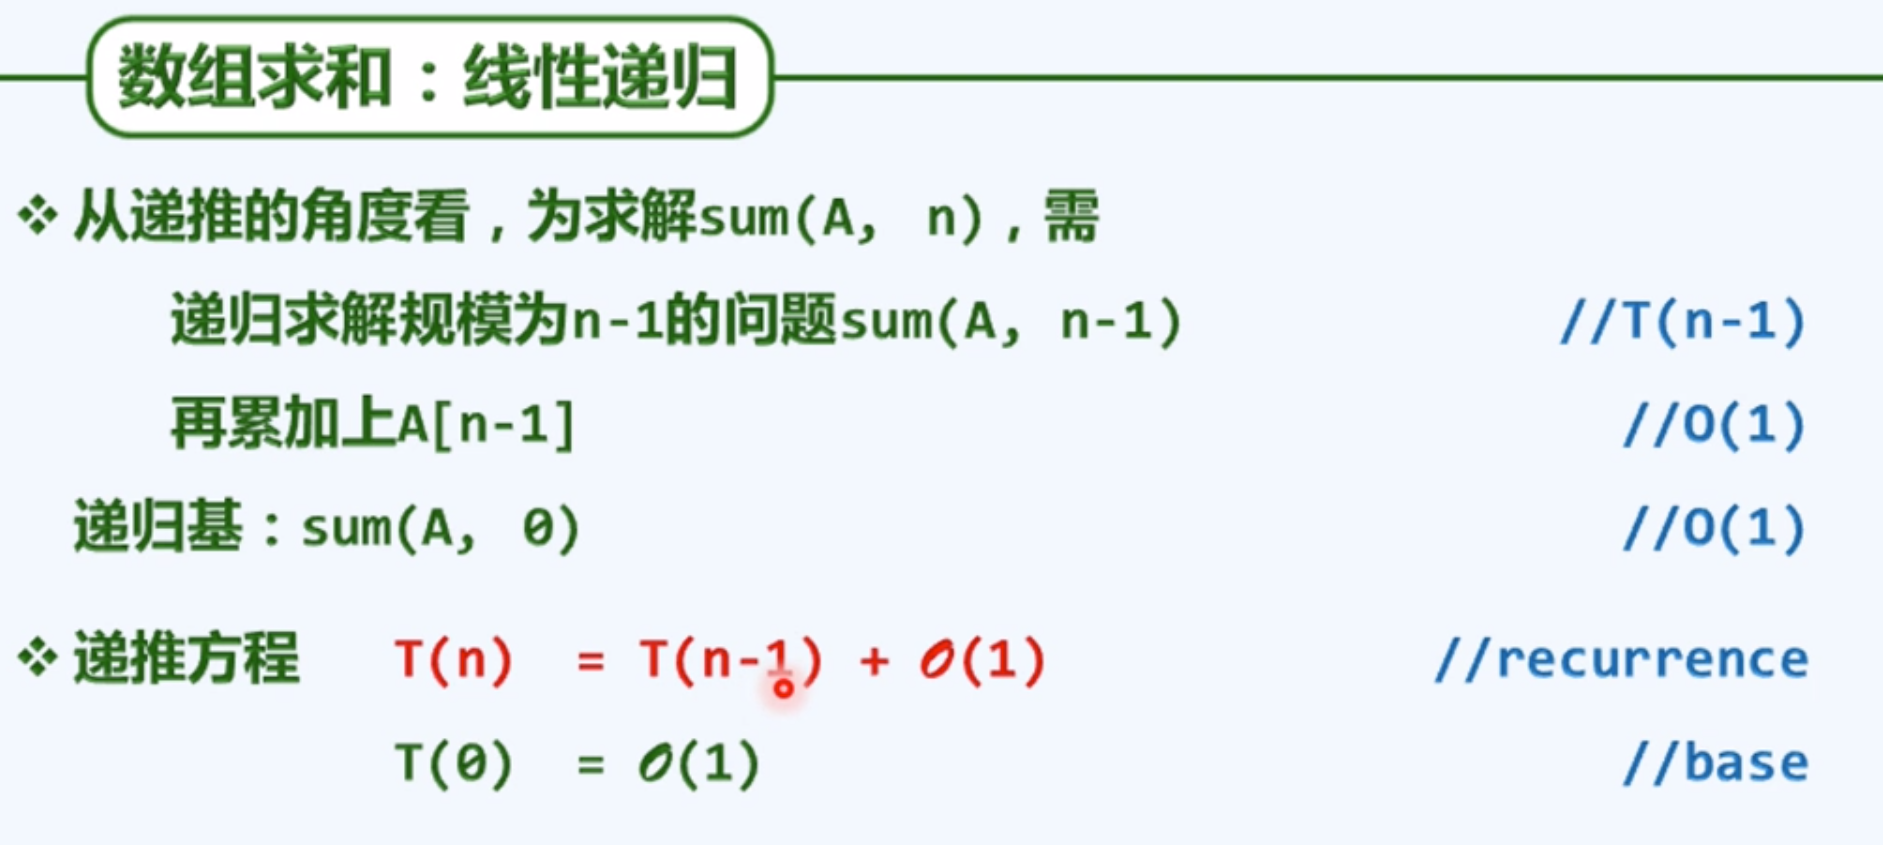 数组求和：线性递归
❖ 从递推的角度看，为求解sum(A, n)，需
递归求解规模为n-1的问题sum(A, n-1) //T(n-1)
再累加上A[n-1] //O(1)
递归基：sum(A, 0) //O(1)
❖ 递推方程 T(n) = T(n-1) + O(1) //recurrence
T(0) = O(1) //base